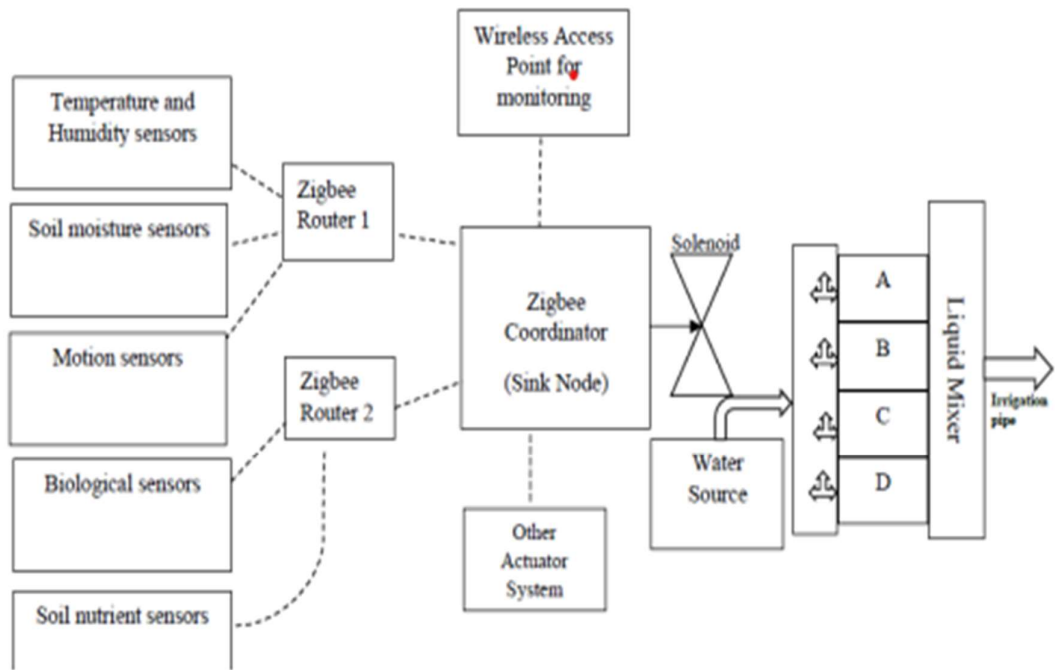 Temperature and
Humidity sensors
Soil moisture sensors
Motion sensors
Biological sensors
Soil nutrient sensors
Zigbee
Router 1
Zigbee
Router 2
Wireless Access
Point for
monitoring
Zigbee
Coordinator
(Sink Node)
Other
Actuator
System
Solenoid
Water
Source
A
B
C
D
Liquid Mixer
Irrigation
pipe